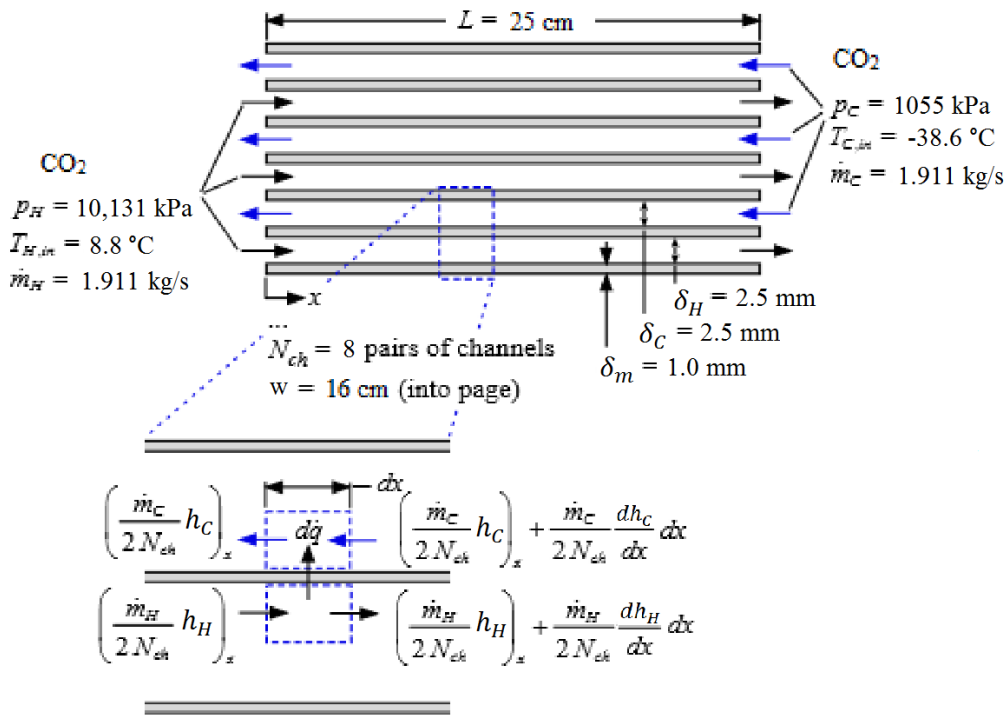 L = 25 cm
CO₂
p_C = 1055 kPa
T_C,in = -38.6 °C
ṁ_C = 1.911 kg/s
CO₂
p_H = 10,131 kPa
T_H,in = 8.8 °C
ṁ_H = 1.911 kg/s
x
δ_H = 2.5 mm
δ_C = 2.5 mm
δ_m = 1.0 mm
...
N_ch = 8 pairs of channels
w = 16 cm (into page)
dx
(ṁ_C / 2 N_ch h_C)_x
dq̇
(ṁ_C / 2 N_ch h_C)_x + ṁ_C / 2 N_ch dh_C / dx dx
(ṁ_H / 2 N_ch h_H)_x
(ṁ_H / 2 N_ch h_H)_x + ṁ_H / 2 N_ch dh_H / dx dx